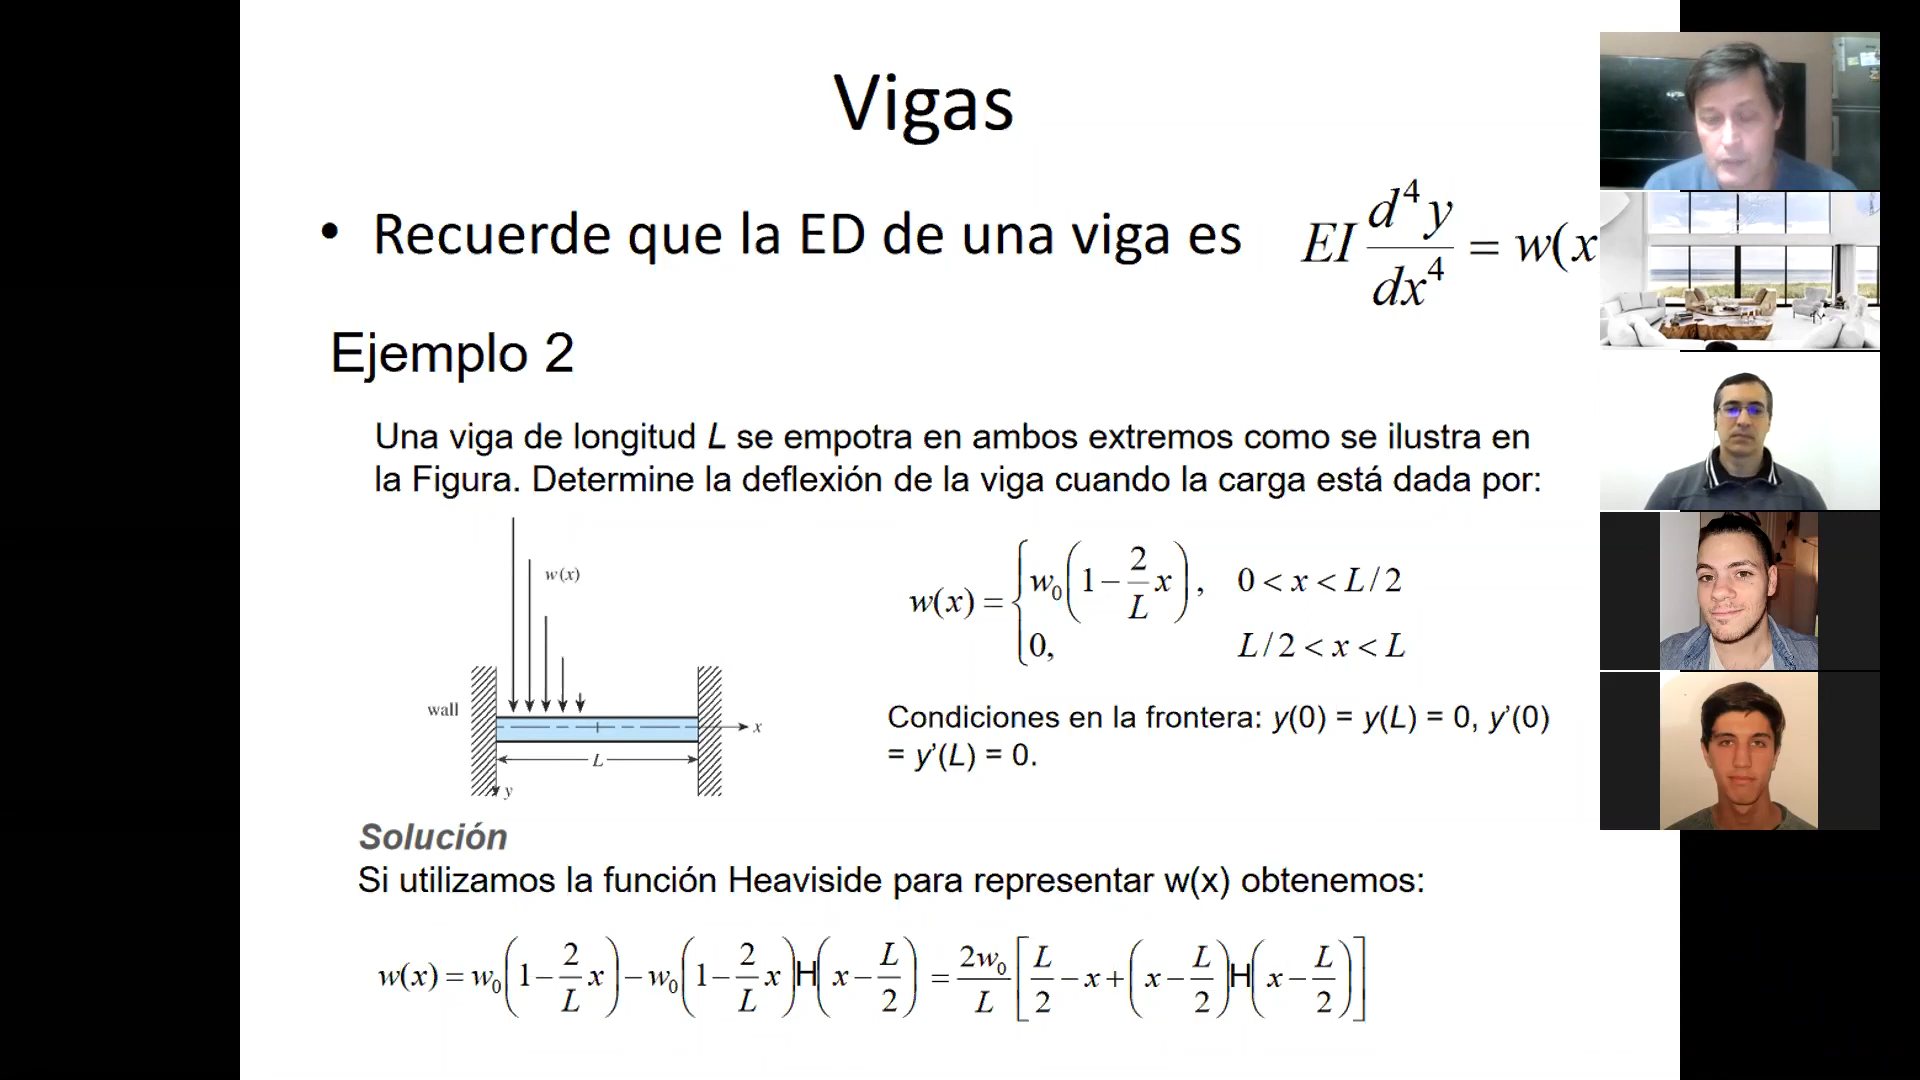 Vigas
• Recuerde que la ED de una viga es EI d⁴y/dx⁴ = w(x
Ejemplo 2
Una viga de longitud L se empotra en ambos extremos como se ilustra en
la Figura. Determine la deflexión de la viga cuando la carga está dada por:
w(x)
wall
x
L
y
w(x) = { w₀(1 − 2/L x), 0 < x < L/2
0, L/2 < x < L
Condiciones en la frontera: y(0) = y(L) = 0, y’(0)
= y’(L) = 0.
Solución
Si utilizamos la función Heaviside para representar w(x) obtenemos:
w(x) = w₀(1 − 2/L x) − w₀(1 − 2/L x)H(x − L/2) = 2w₀/L [L/2 − x + (x − L/2)H(x − L/2)]